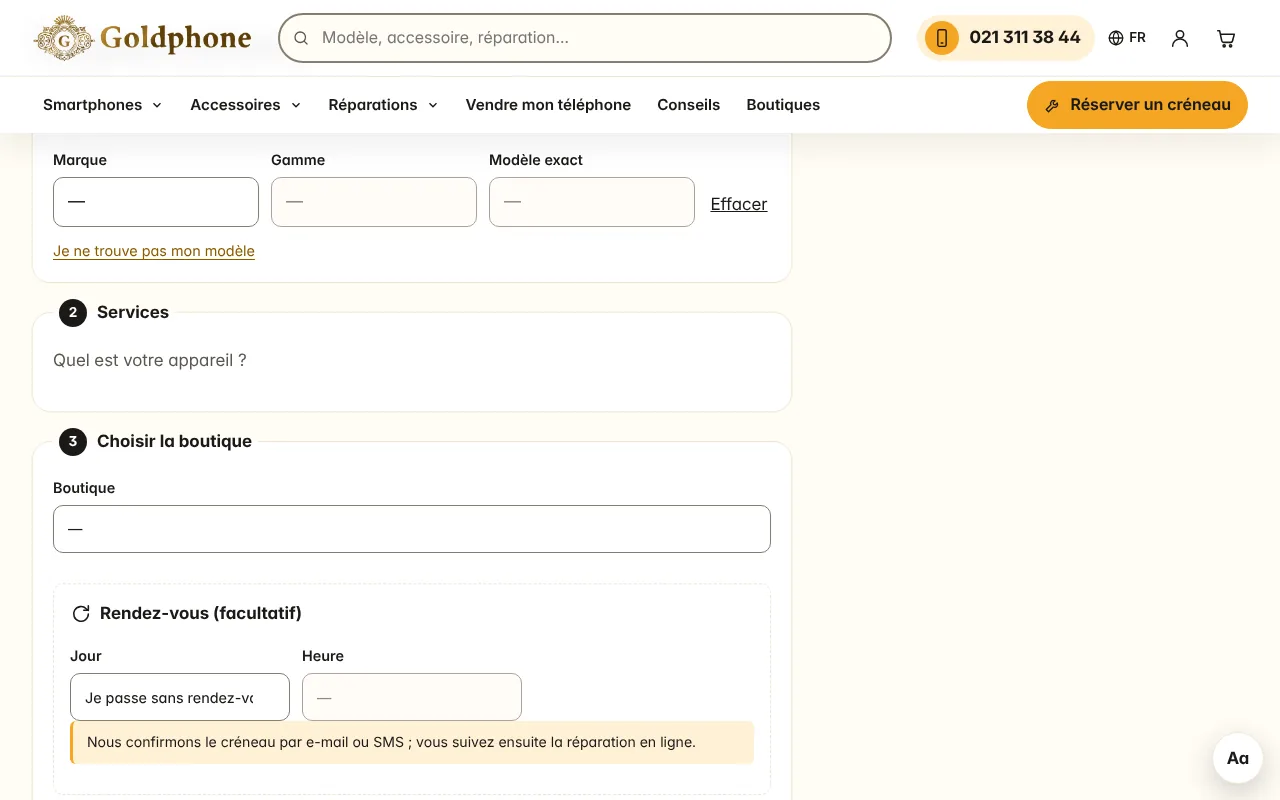 G Goldphone
Modèle, accessoire, réparation...
021 311 38 44
FR
Smartphones
Accessoires
Réparations
Vendre mon téléphone
Conseils
Boutiques
Réserver un créneau
Marque
Gamme
Modèle exact
—
—
—
Effacer
Je ne trouve pas mon modèle
2 Services
Quel est votre appareil ?
3 Choisir la boutique
Boutique
—
Rendez-vous (facultatif)
Jour
Heure
Je passe sans rendez-vo
—
Nous confirmons le créneau par e-mail ou SMS ; vous suivez ensuite la réparation en ligne.
Aa